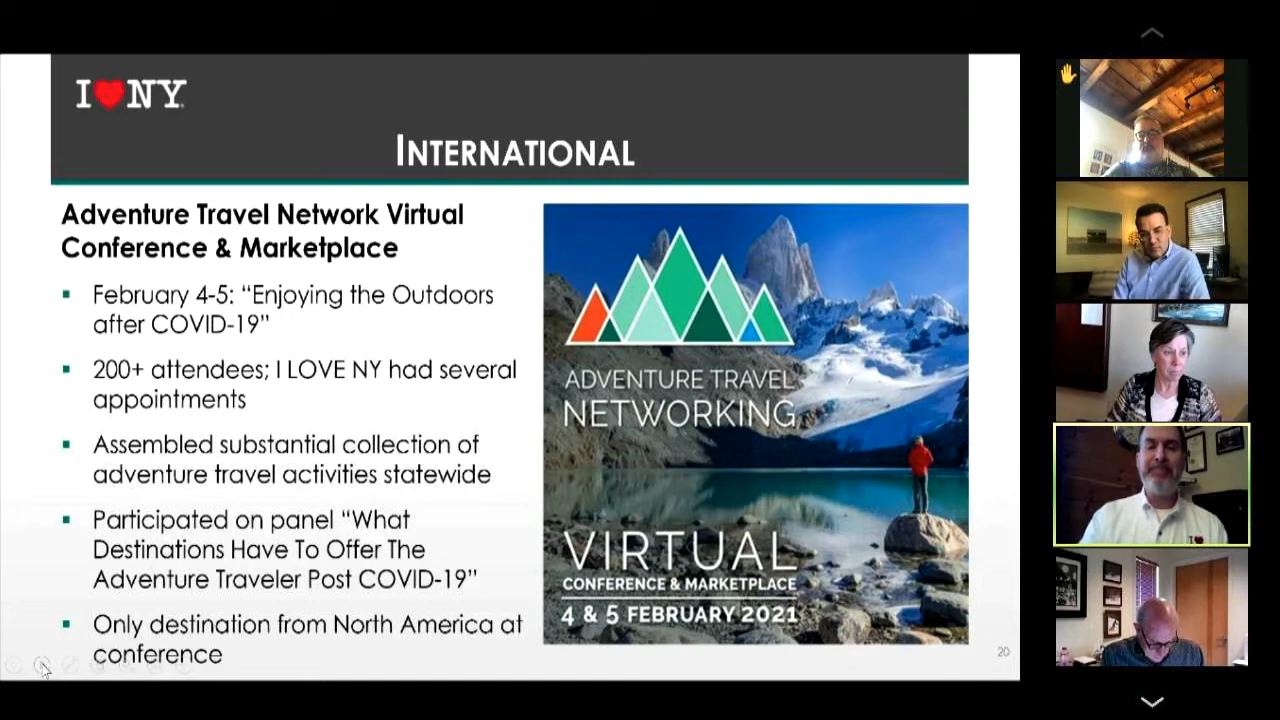 I❤NY
INTERNATIONAL
Adventure Travel Network Virtual
Conference & Marketplace
▪ February 4-5: “Enjoying the Outdoors
after COVID-19”
▪ 200+ attendees; I LOVE NY had several
appointments
▪ Assembled substantial collection of
adventure travel activities statewide
▪ Participated on panel “What
Destinations Have To Offer The
Adventure Traveler Post COVID-19”
▪ Only destination from North America at
conference
ADVENTURE TRAVEL
NETWORKING
VIRTUAL
CONFERENCE & MARKETPLACE
4 & 5 FEBRUARY 2021
20